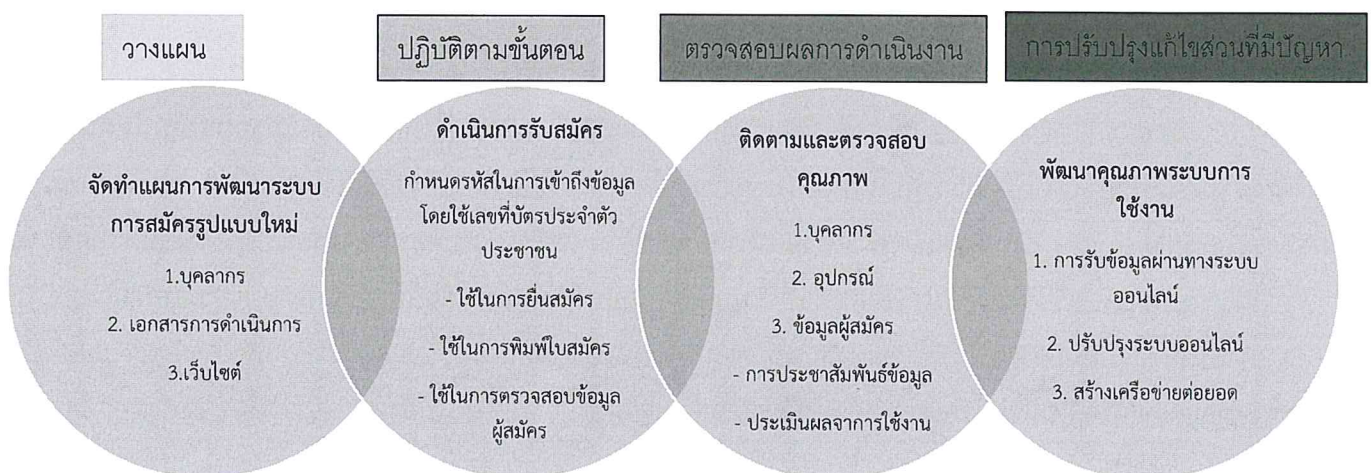 วางแผน
ปฏิบัติตามขั้นตอน
ตรวจสอบผลการดำเนินงาน
การปรับปรุงแก้ไขส่วนที่มีปัญหา
จัดทำแผนการพัฒนาระบบ
การสมัครรูปแบบใหม่
1.บุคลากร
2. เอกสารการดำเนินการ
3.เว็บไซต์
ดำเนินการรับสมัคร
กำหนดรหัสในการเข้าถึงข้อมูล
โดยใช้เลขที่บัตรประจำตัว
ประชาชน
- ใช้ในการยื่นสมัคร
- ใช้ในการพิมพ์ใบสมัคร
- ใช้ในการตรวจสอบข้อมูล
ผู้สมัคร
ติดตามและตรวจสอบ
คุณภาพ
1.บุคลากร
2. อุปกรณ์
3. ข้อมูลผู้สมัคร
- การประชาสัมพันธ์ข้อมูล
- ประเมินผลจาการใช้งาน
พัฒนาคุณภาพระบบการ
ใช้งาน
1. การรับข้อมูลผ่านทางระบบ
ออนไลน์
2. ปรับปรุงระบบออนไลน์
3. สร้างเครือข่ายต่อยอด